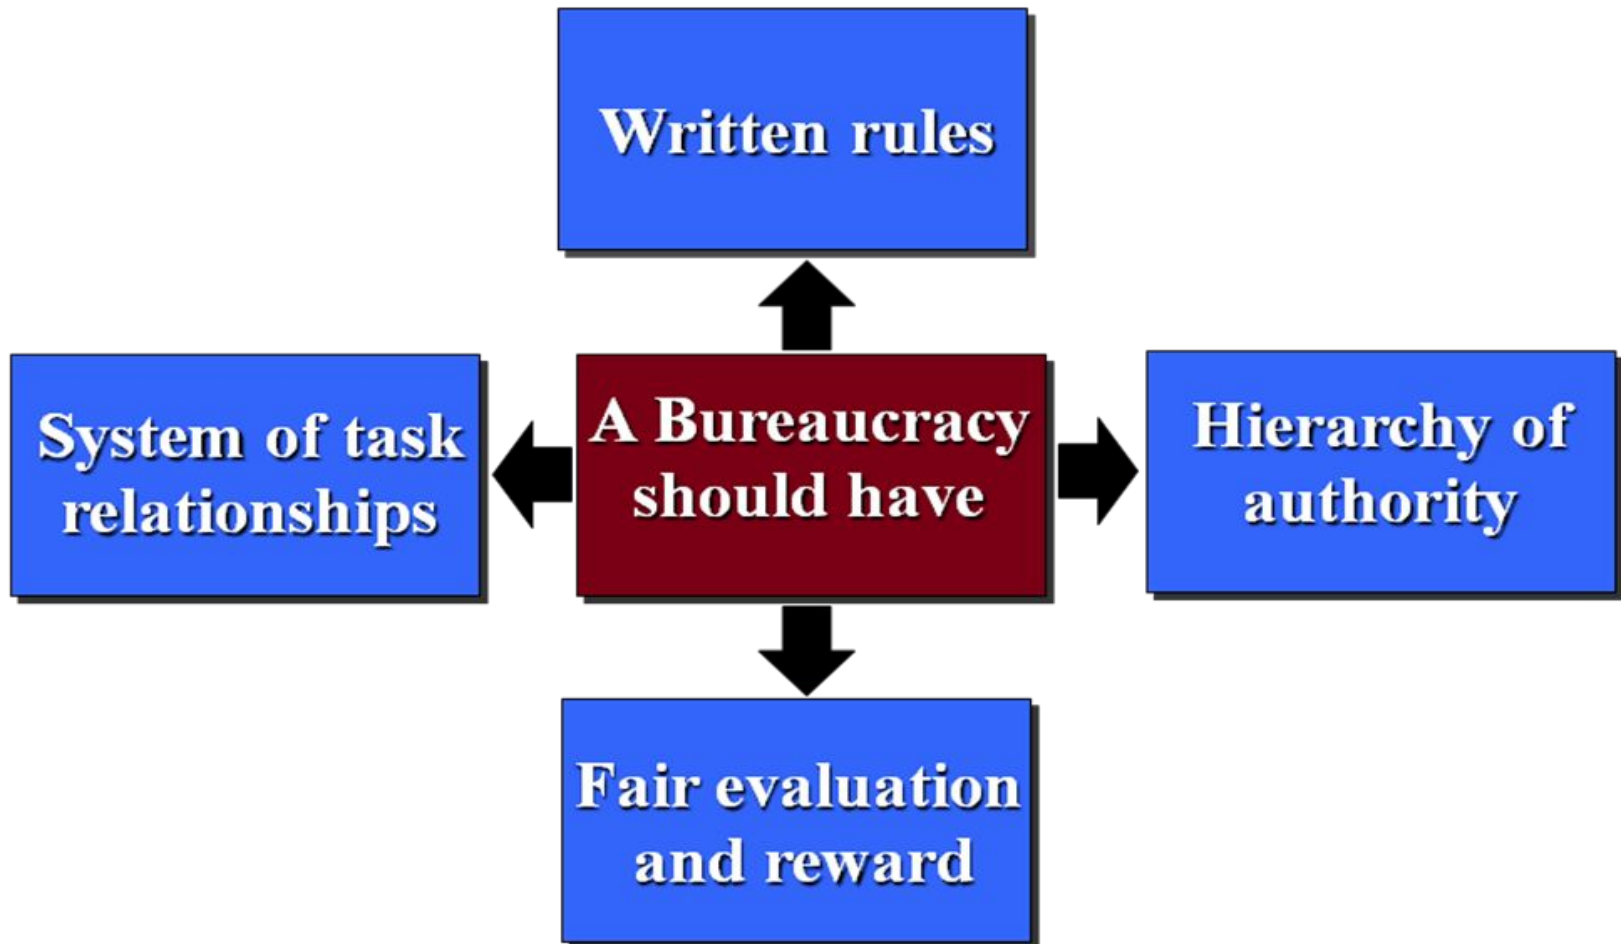 Written rules
System of task
relationships
A Bureaucracy
should have
Hierarchy of
authority
Fair evaluation
and reward